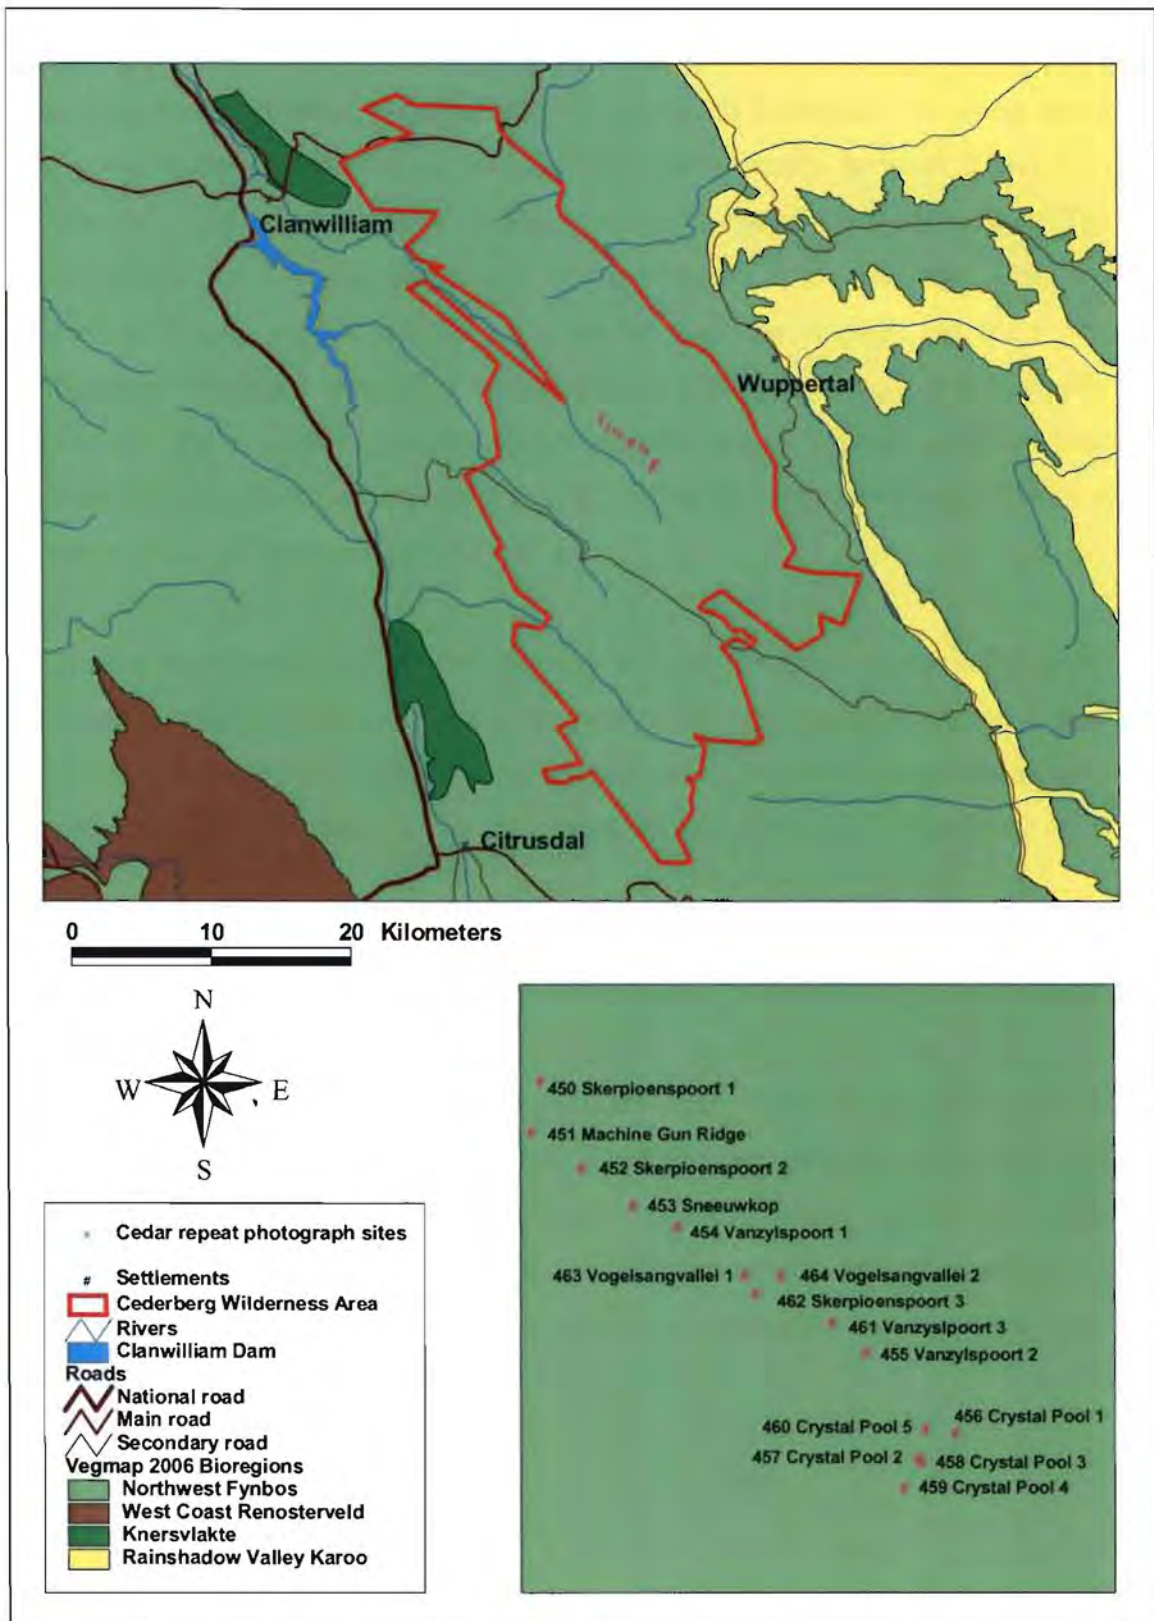 Clanwilliam
Wuppertal
Citrusdal
0 10 20 Kilometers
N
W E
S
Cedar repeat photograph sites
# Settlements
Cederberg Wilderness Area
Rivers
Clanwilliam Dam
Roads
National road
Main road
Secondary road
Vegmap 2006 Bioregions
Northwest Fynbos
West Coast Renosterveld
Knersvlakte
Rainshadow Valley Karoo
450 Skerpioenspoort 1
451 Machine Gun Ridge
452 Skerpioenspoort 2
453 Sneeuwkop
454 Vanzylspoort 1
463 Vogelsangvallei 1
464 Vogelsangvallei 2
462 Skerpioenspoort 3
461 Vanzyslpoort 3
455 Vanzylspoort 2
456 Crystal Pool 1
460 Crystal Pool 5
457 Crystal Pool 2
458 Crystal Pool 3
459 Crystal Pool 4